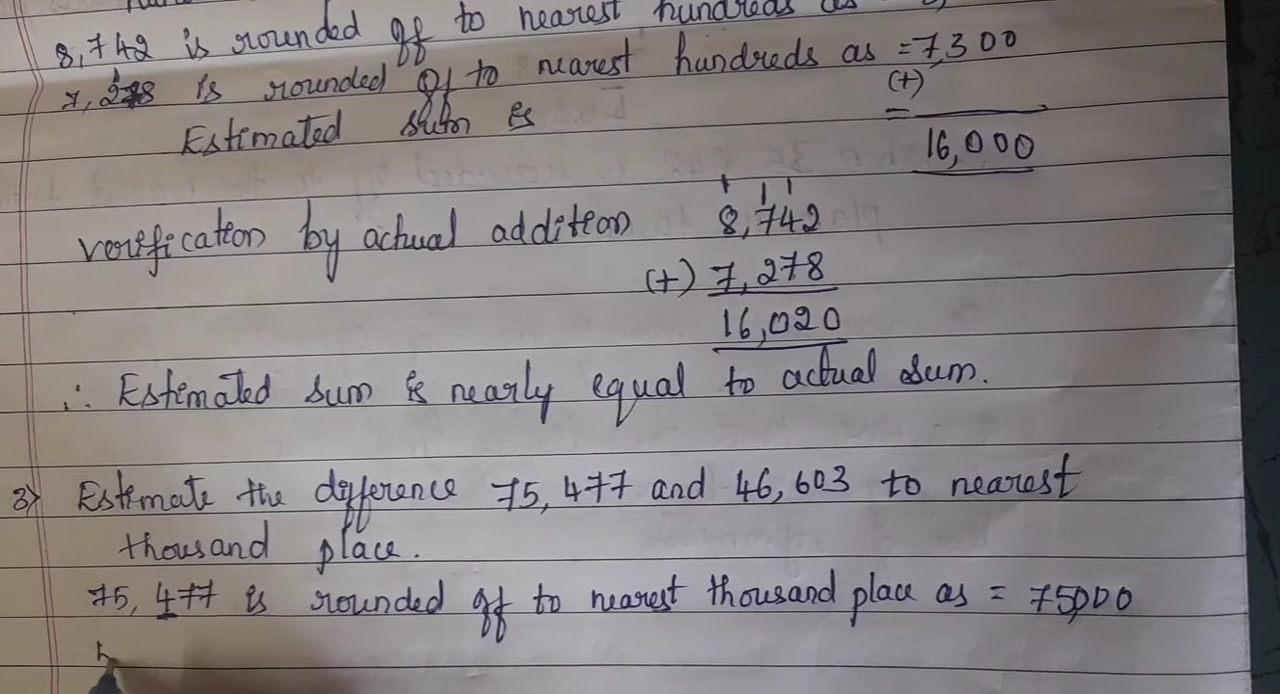 8,742 is rounded off to nearest hundreds as
7,278 is rounded off to nearest hundreds as = 7,300
(+)
Estimated sum is =
16,000
verification by actual addition 8,742
(+) 7,278
16,020
∴ Estimated sum is nearly equal to actual sum.
3) Estimate the difference 75,477 and 46,603 to nearest
thousand place.
75,477 is rounded off to nearest thousand place as = 75,000